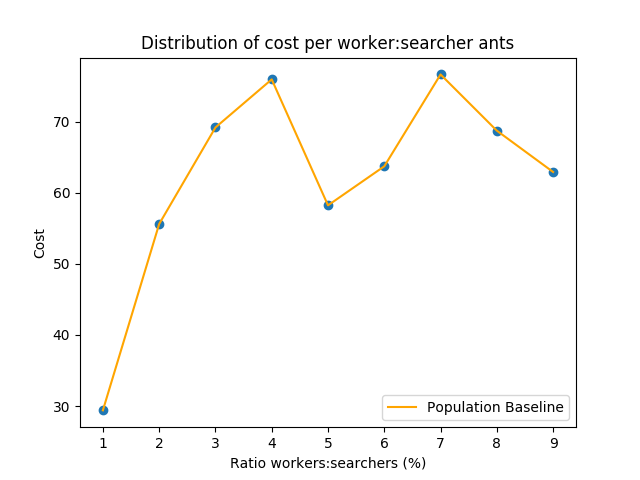 Distribution of cost per worker:searcher ants
70
60
50
40
30
Cost
Population Baseline
1 2 3 4 5 6 7 8 9
Ratio workers:searchers (%)